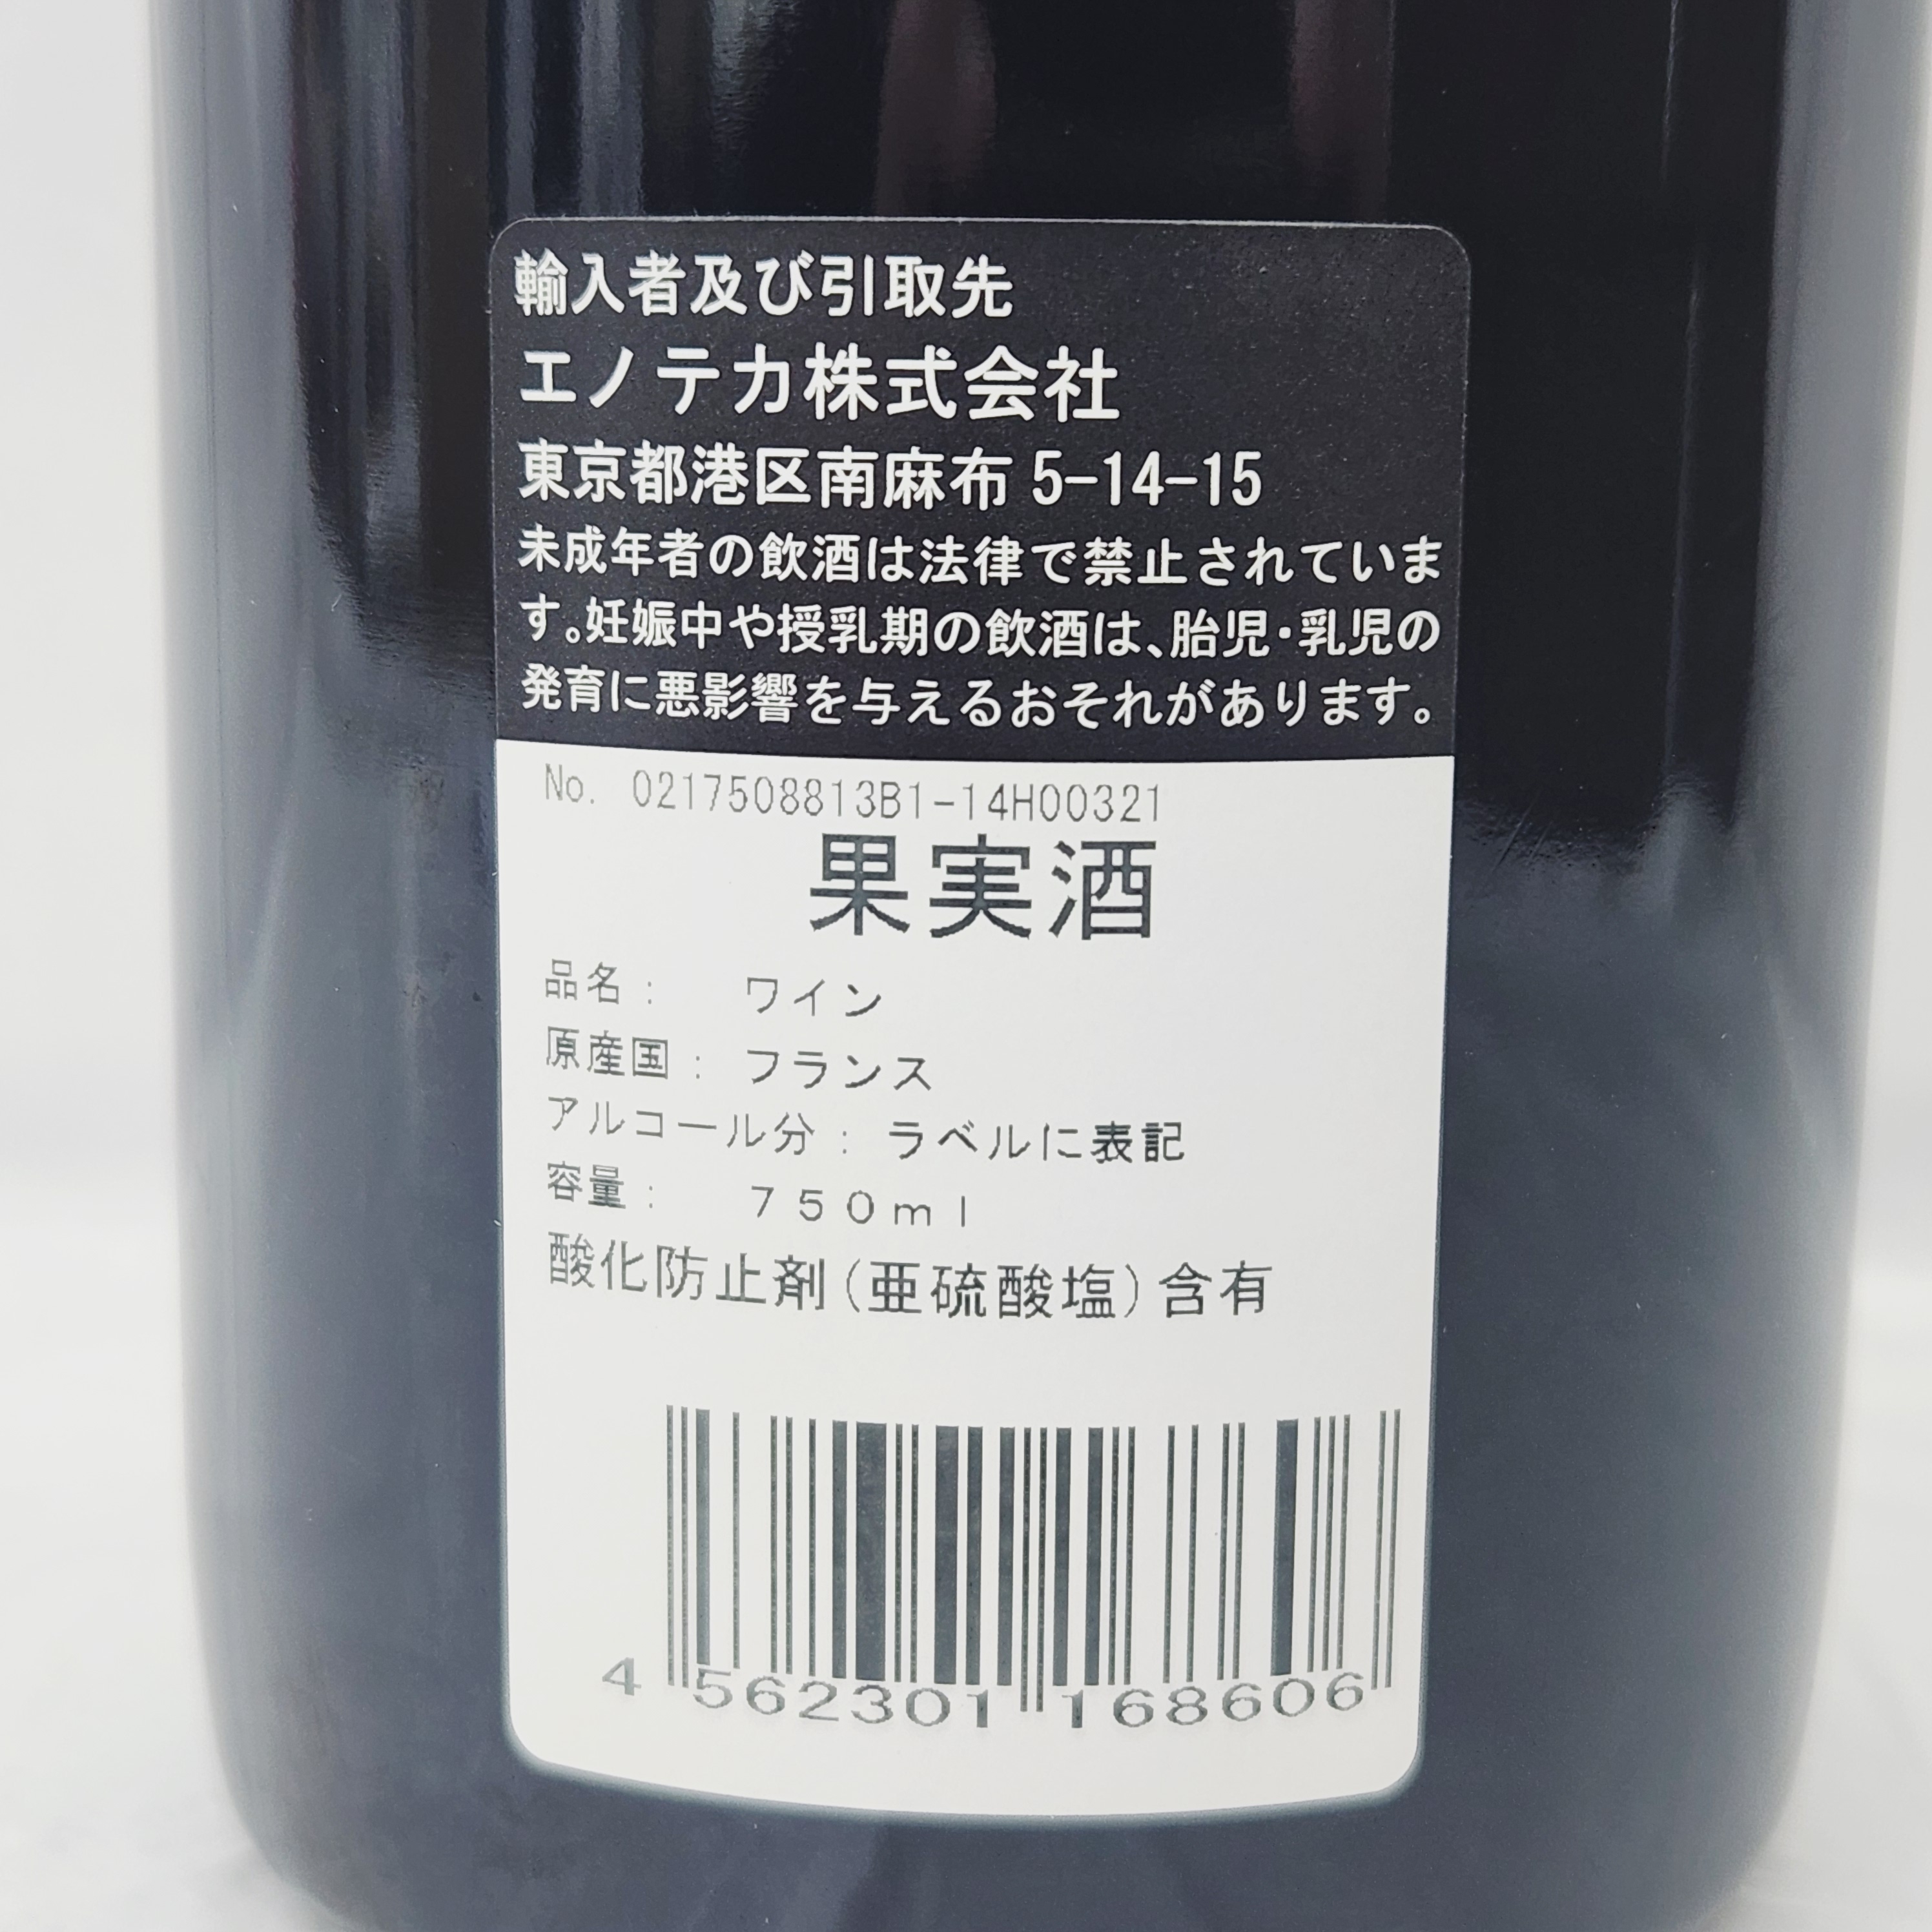 輸入者及び引取先
エノテカ株式会社
東京都港区南麻布 5-14-15
未成年者の飲酒は法律で禁止されていま
す。妊娠中や授乳期の飲酒は、胎児・乳児の
発育に悪影響を与えるおそれがあります。
No. 0217508813B1-14H00321
果実酒
品名： ワイン
原産国： フランス
アルコール分： ラベルに表記
容量： ７５０ｍｌ
酸化防止剤(亜硫酸塩)含有
4 562301 168606